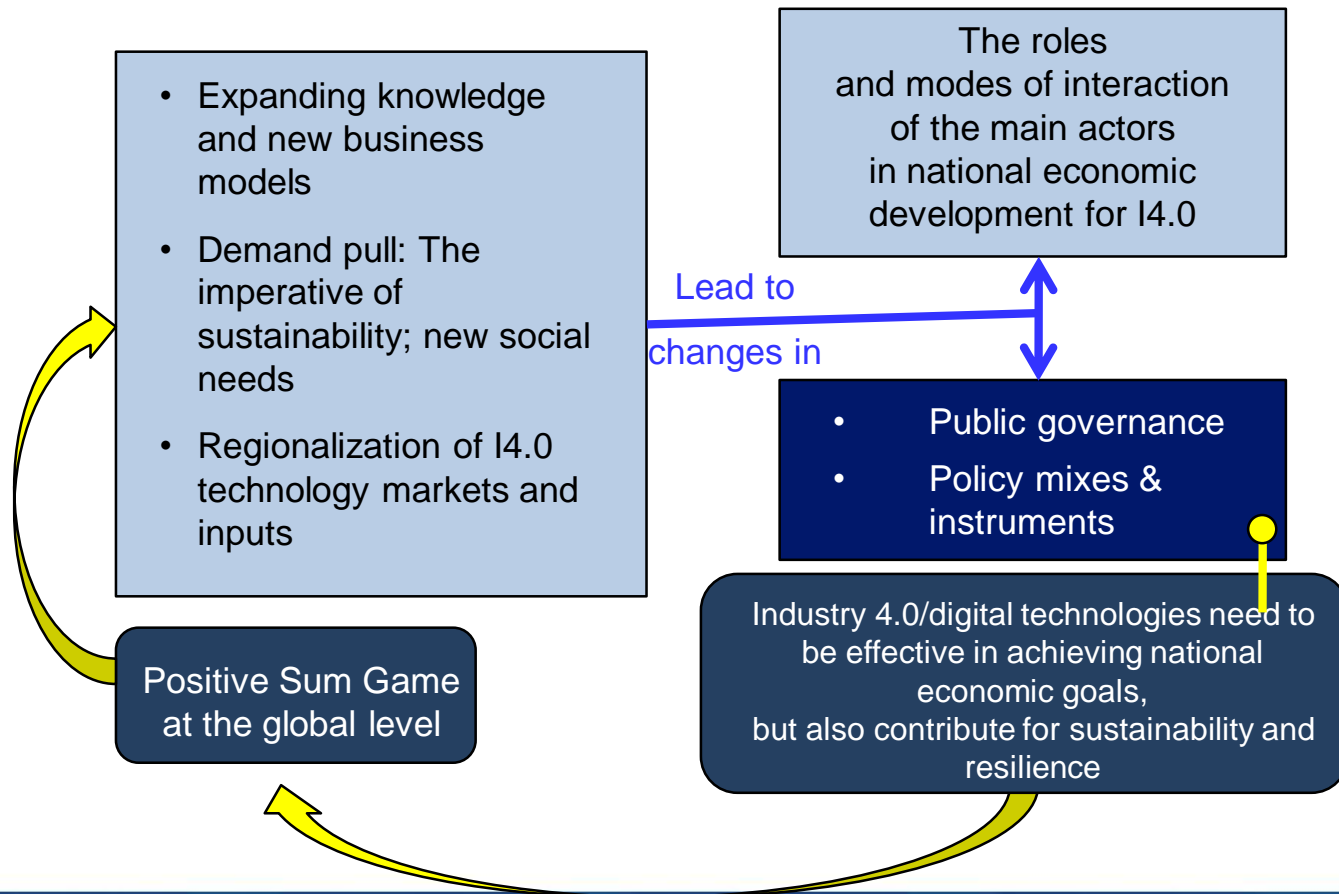 • Expanding knowledge
and new business
models
• Demand pull: The
imperative of
sustainability; new social
needs
• Regionalization of I4.0
technology markets and
inputs
Lead to
changes in
The roles
and modes of interaction
of the main actors
in national economic
development for I4.0
• Public governance
• Policy mixes &
instruments
Industry 4.0/digital technologies need to
be effective in achieving national
economic goals,
but also contribute for sustainability and
resilience
Positive Sum Game
at the global level